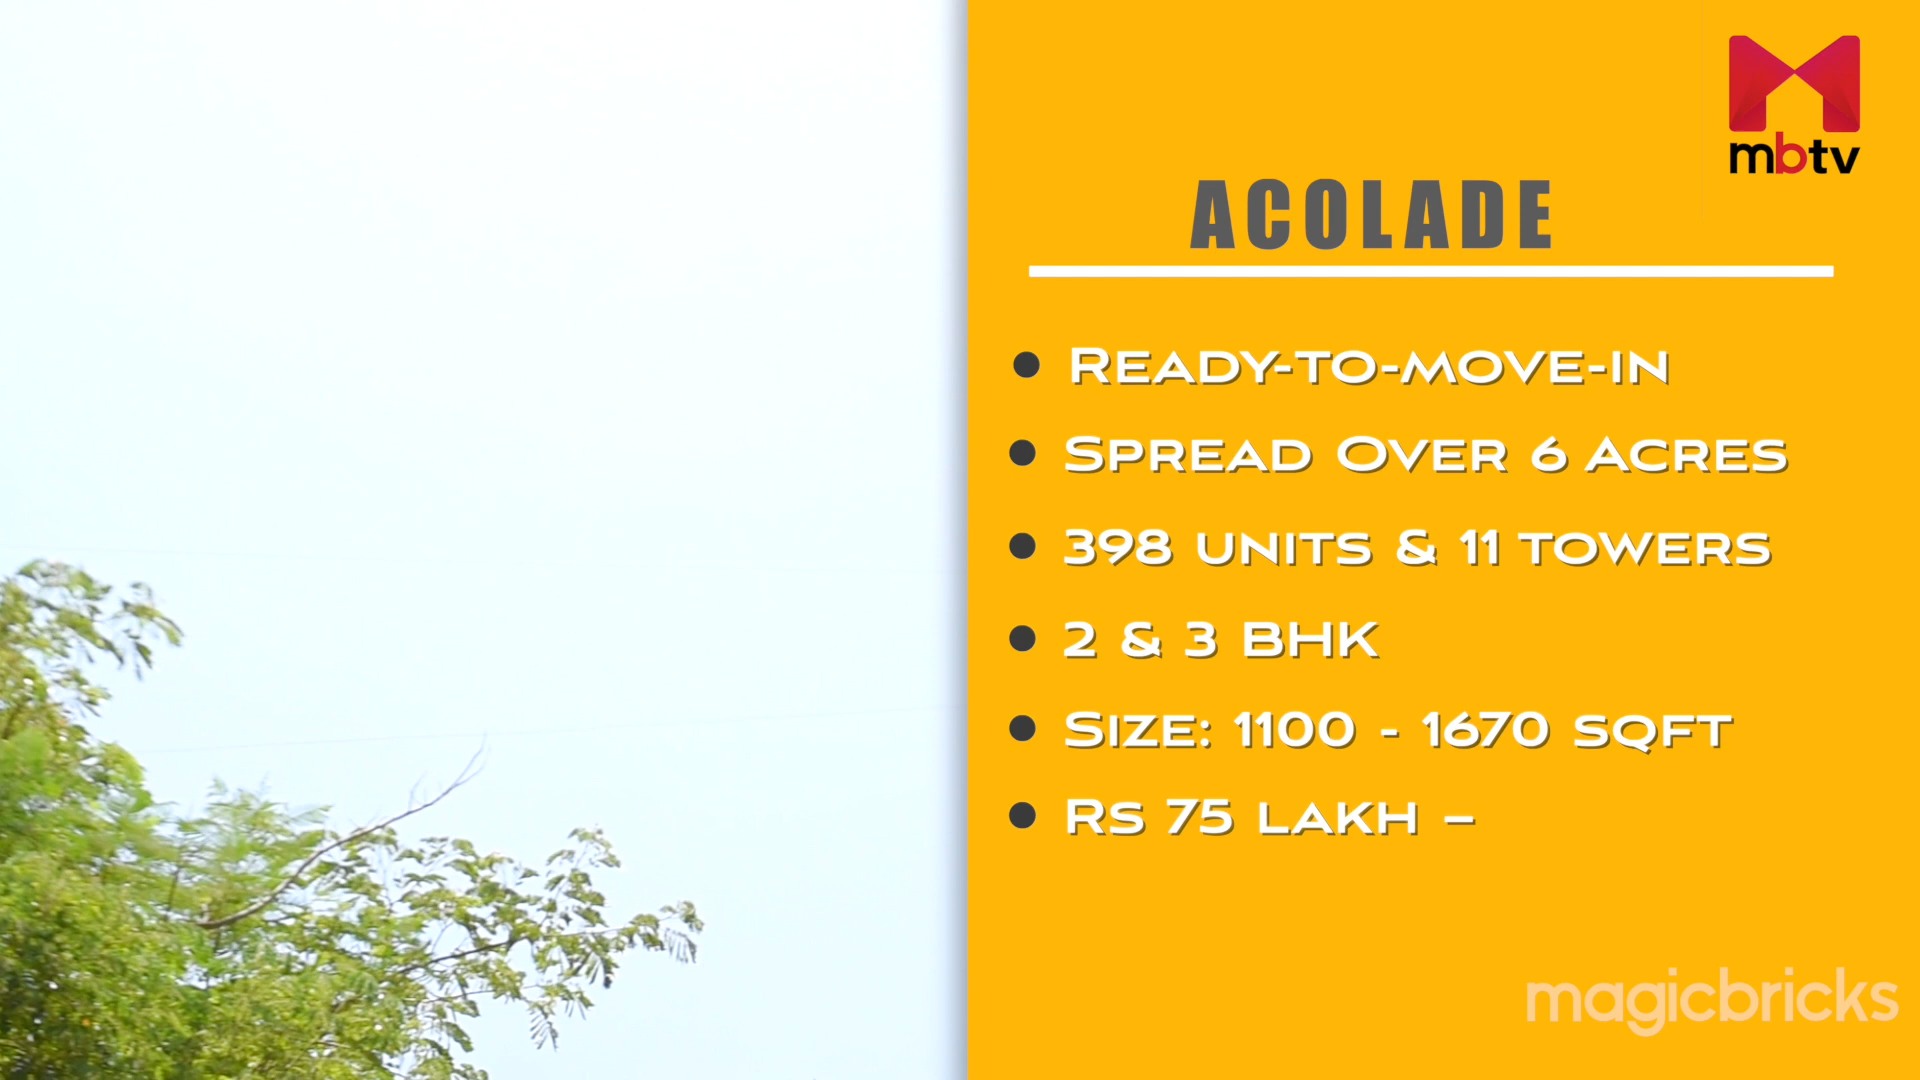 mbtv
ACOLADE
• READY-TO-MOVE-IN
• SPREAD OVER 6 ACRES
• 398 UNITS & 11 TOWERS
• 2 & 3 BHK
• SIZE: 1100 - 1670 SQFT
• RS 75 LAKH –
magicbricks